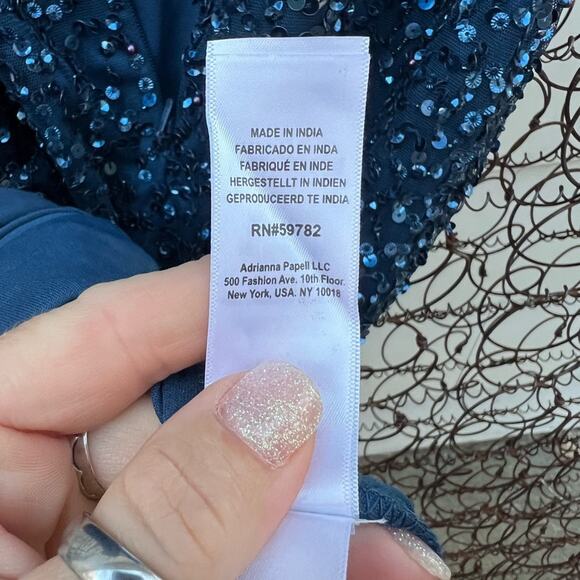 MADE IN INDIA
FABRICADO EN INDA
FABRIQUÉ EN INDE
HERGESTELLT IN INDIEN
GEPRODUCEERD TE INDIA
RN#59782
Adrianna Papell LLC
500 Fashion Ave. 10th Floor.
New York, USA. NY 10018